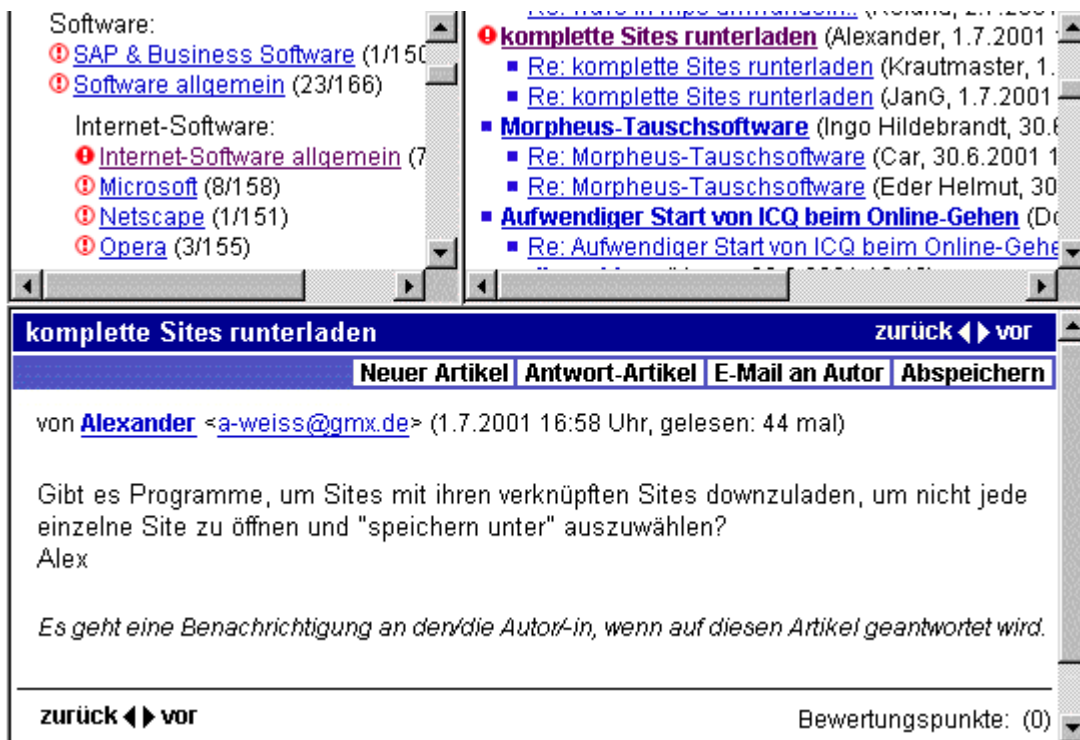 Software:
SAP & Business Software (1/150
Software allgemein (23/166)
Internet-Software:
Internet-Software allgemein (7
Microsoft (8/158)
Netscape (1/151)
Opera (3/155)
komplette Sites runterladen (Alexander, 1.7.2001
Re: komplette Sites runterladen (Krautmaster, 1.
Re: komplette Sites runterladen (JanG, 1.7.2001
Morpheus-Tauschsoftware (Ingo Hildebrandt, 30.6
Re: Morpheus-Tauschsoftware (Car, 30.6.2001 1
Re: Morpheus-Tauschsoftware (Eder Helmut, 30
Aufwendiger Start von ICQ beim Online-Gehen (Do
Re: Aufwendiger Start von ICQ beim Online-Gehe
komplette Sites runterladen zurück vor
Neuer Artikel Antwort-Artikel E-Mail an Autor Abspeichern
von Alexander <a-weiss@gmx.de> (1.7.2001 16:58 Uhr, gelesen: 44 mal)
Gibt es Programme, um Sites mit ihren verknüpften Sites downzuladen, um nicht jede
einzelne Site zu öffnen und "speichern unter" auszuwählen?
Alex
Es geht eine Benachrichtigung an den/die Autor/-in, wenn auf diesen Artikel geantwortet wird.
zurück vor Bewertungspunkte: (0)